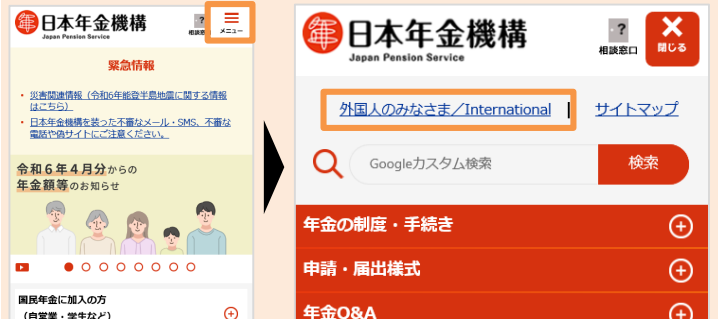 日本年金機構
Japan Pension Service
?
相談窓口
メニュー
緊急情報
・災害関連情報（令和6年能登半島地震に関する情報
はこちら）
・日本年金機構を装った不審なメール・SMS、不審な
電話や偽サイトにご注意ください。
令和6年4月分からの
年金額等のお知らせ
国民年金に加入の方
（自営業・学生など）
年 日本年金機構
Japan Pension Service
?
相談窓口
閉じる
外国人のみなさま／International
サイトマップ
Googleカスタム検索
検索
年金の制度・手続き
申請・届出様式
年金Q&A